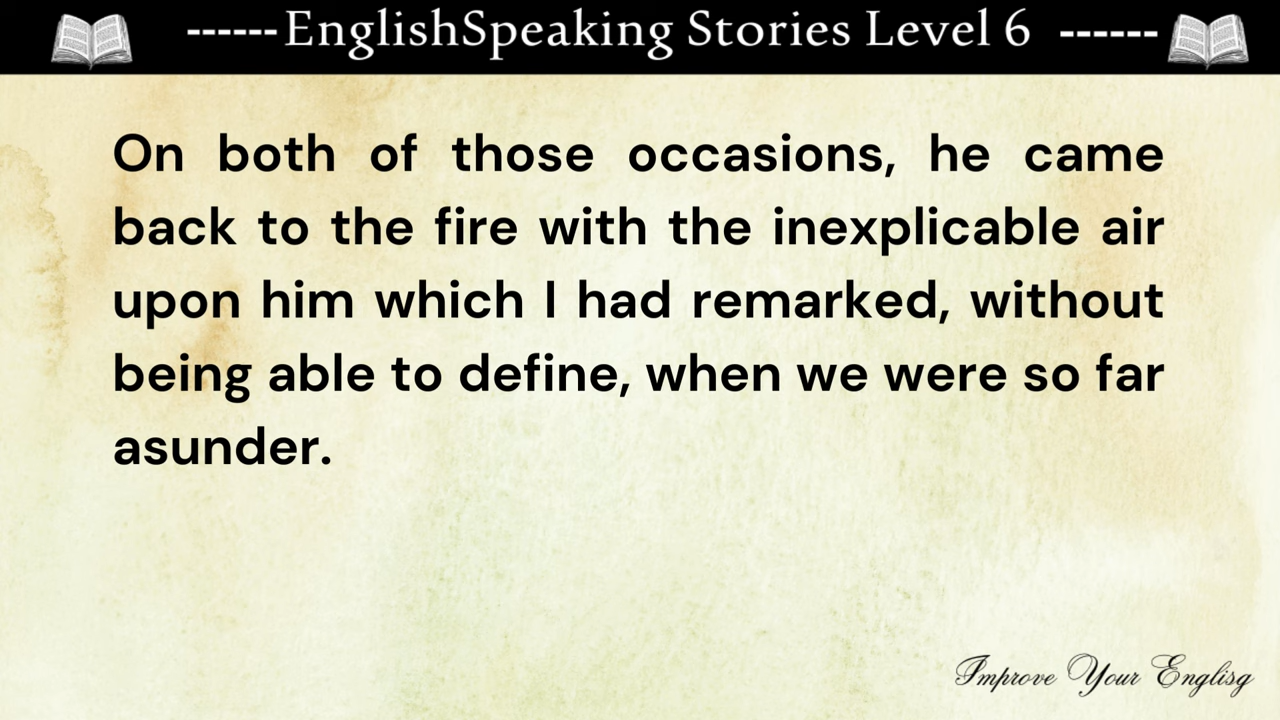 ------EnglishSpeaking Stories Level 6 ------
On both of those occasions, he came
back to the fire with the inexplicable air
upon him which I had remarked, without
being able to define, when we were so far
asunder.
Improve Your Englisg